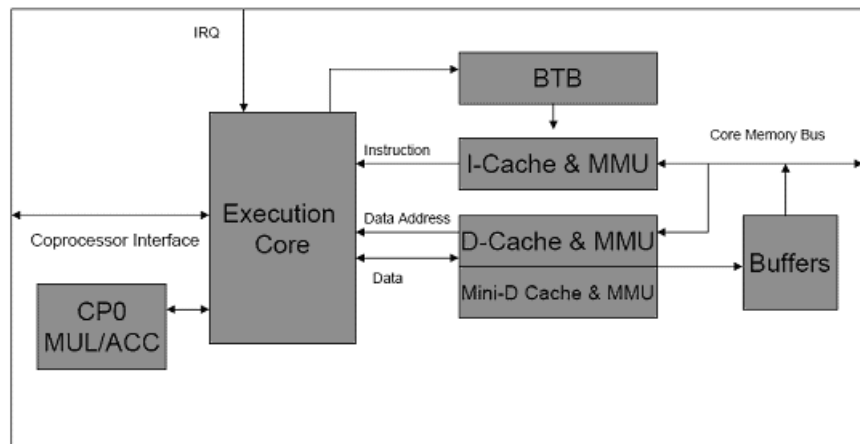 IRQ
BTB
Instruction
I-Cache & MMU
Core Memory Bus
Execution
Core
Data Address
D-Cache & MMU
Coprocessor Interface
Data
Mini-D Cache & MMU
Buffers
CP0
MUL/ACC